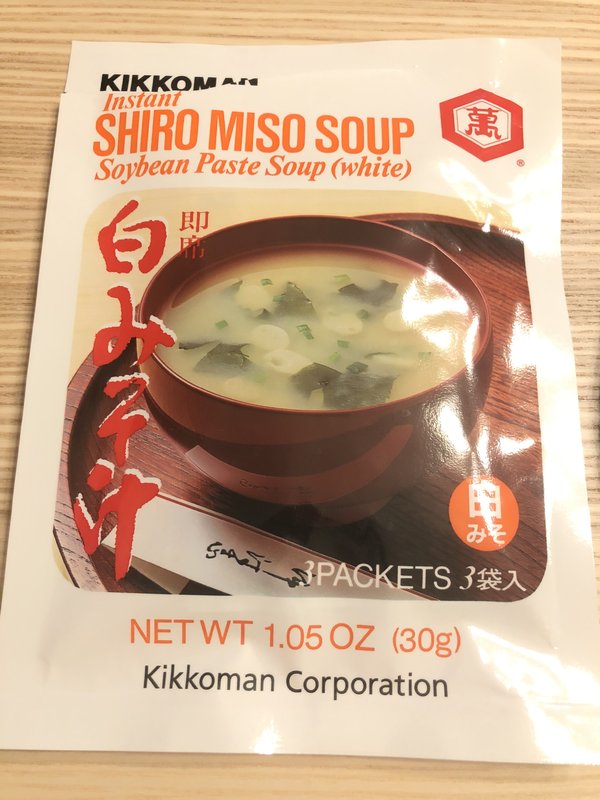 KIKKOMAN
Instant
SHIRO MISO SOUP
Soybean Paste Soup (white)
萬
®
即席
白みそ汁
白
みそ
3PACKETS 3袋入
NET WT 1.05 OZ (30g)
Kikkoman Corporation